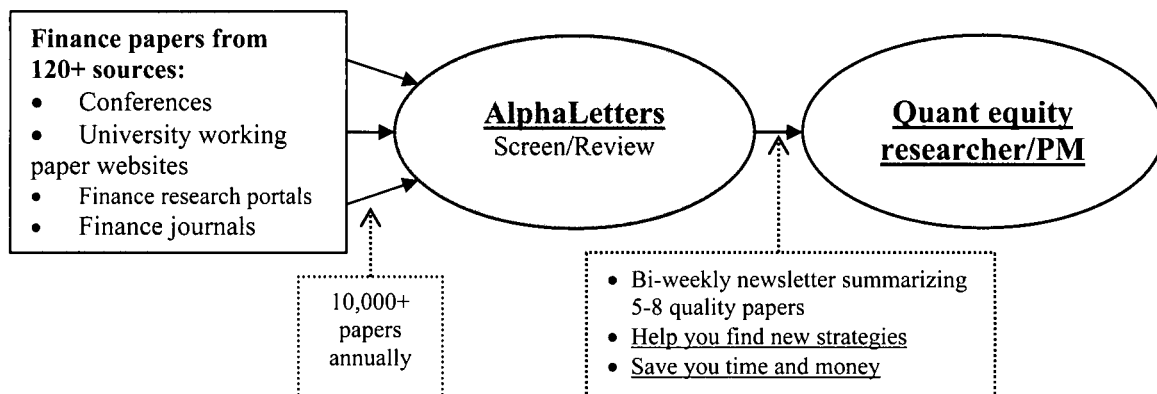 Finance papers from
120+ sources:
• Conferences
• University working
paper websites
• Finance research portals
• Finance journals
AlphaLetters
Screen/Review
Quant equity
researcher/PM
10,000+
papers
annually
• Bi-weekly newsletter summarizing
5-8 quality papers
• Help you find new strategies
• Save you time and money